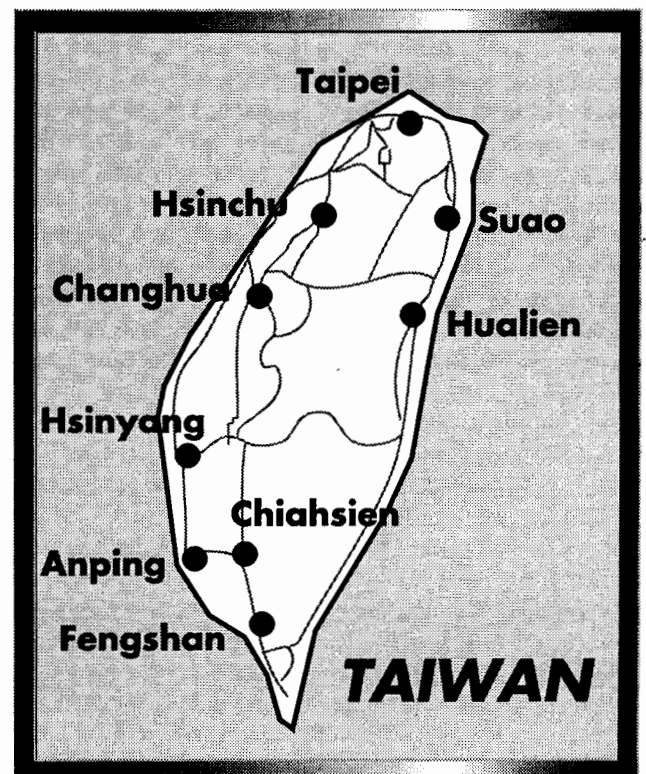 Taipei
Hsinchu
Suao
Changhua
Hualien
Hsinyang
Chiahsien
Anping
Fengshan
TAIWAN